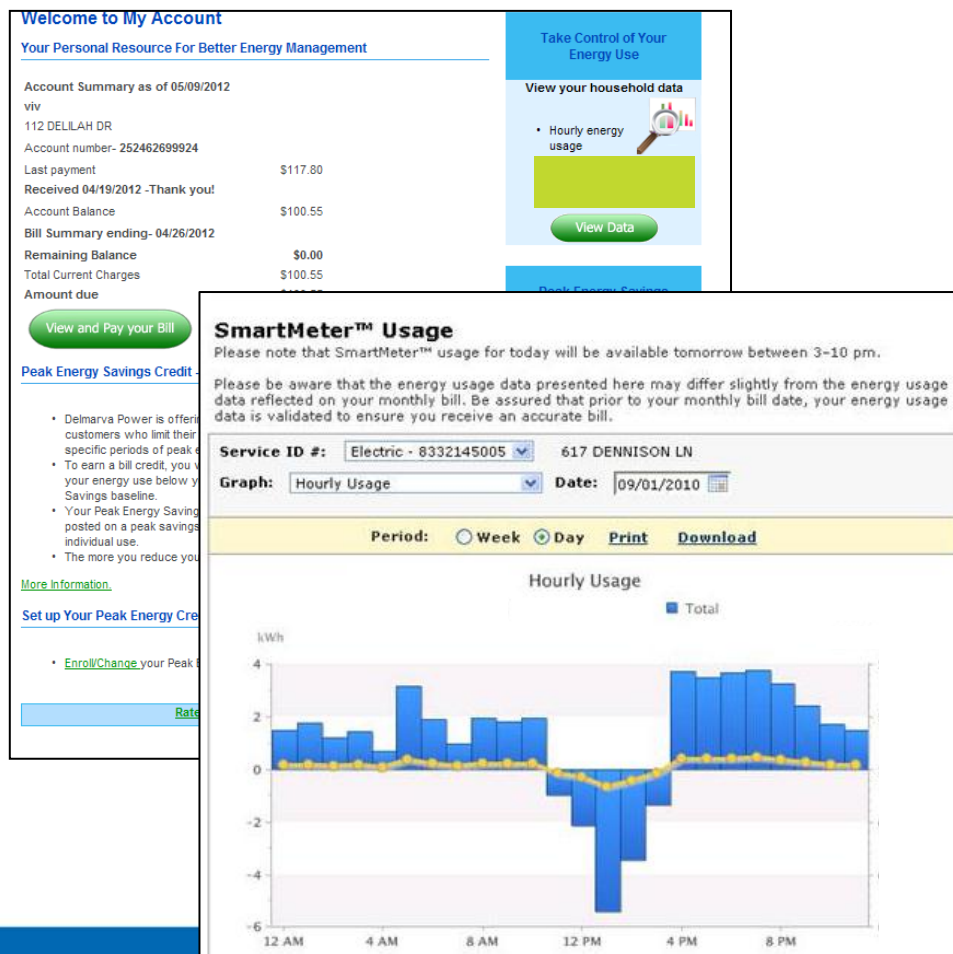 Welcome to My Account
Your Personal Resource For Better Energy Management
Account Summary as of 05/09/2012
viv
112 DELILAH DR
Account number- 252462699924
Last payment $117.80
Received 04/19/2012 -Thank you!
Account Balance $100.55
Bill Summary ending- 04/26/2012
Remaining Balance $0.00
Total Current Charges $100.55
Amount due
View and Pay your Bill
Peak Energy Savings Credit -
• Delmarva Power is offerin
customers who limit their
specific periods of peak e
• To earn a bill credit, you
your energy use below y
Savings baseline.
• Your Peak Energy Saving
posted on a peak savings
individual use.
• The more you reduce you
More Information.
Set up Your Peak Energy Cre
• Enroll/Change your Peak
Rate
Take Control of Your
Energy Use
View your household data
• Hourly energy
usage
View Data
Peak Energy Savings
SmartMeter™ Usage
Please note that SmartMeter™ usage for today will be available tomorrow between 3-10 pm.
Please be aware that the energy usage data presented here may differ slightly from the energy usage
data reflected on your monthly bill. Be assured that prior to your monthly bill date, your energy usage
data is validated to ensure you receive an accurate bill.
Service ID #: Electric - 8332145005 617 DENNISON LN
Graph: Hourly Usage Date: 09/01/2010
Period: Week Day Print Download
Hourly Usage
Total
kWh
4
2
0
-2
-4
-6
12 AM 4 AM 8 AM 12 PM 4 PM 8 PM